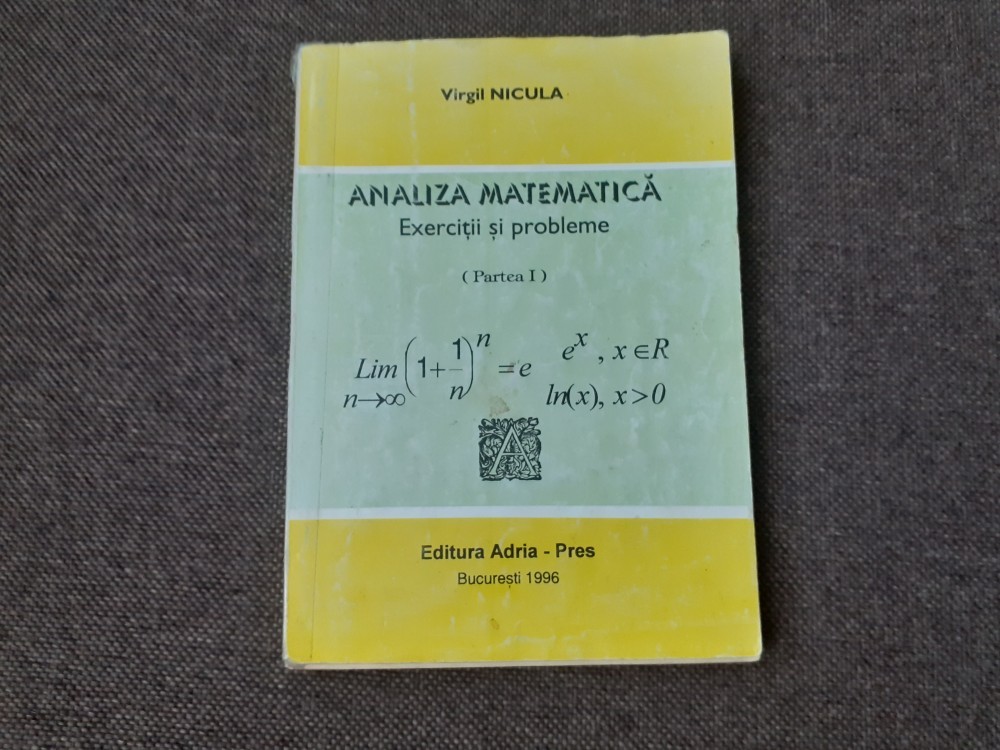 Virgil NICULA
ANALIZA MATEMATICĂ
Exerciţii şi probleme
( Partea I )
Lim n→∞ (1+1/n)^n =e
e^x , x∈R
ln(x), x>0
A
Editura Adria - Pres
Bucureşti 1996